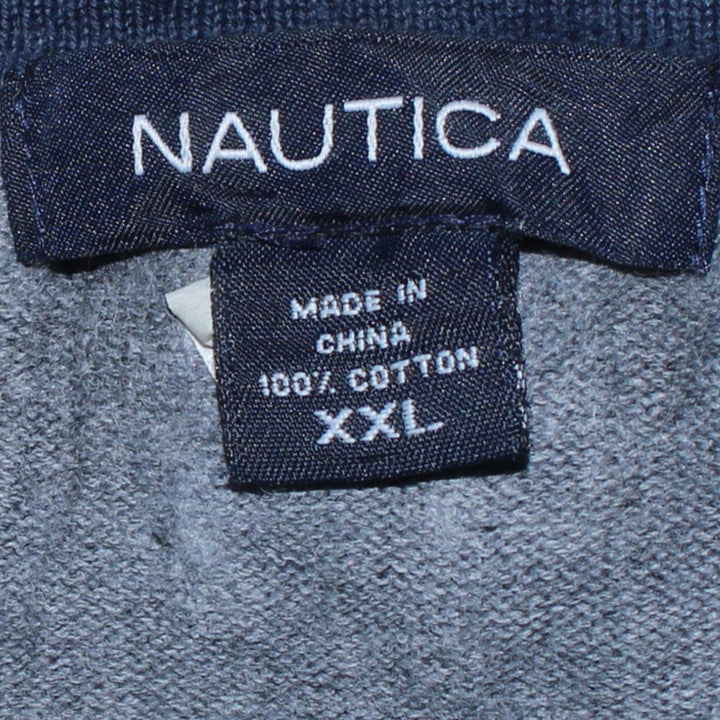 NAUTICA
MADE IN
CHINA
100% COTTON
XXL